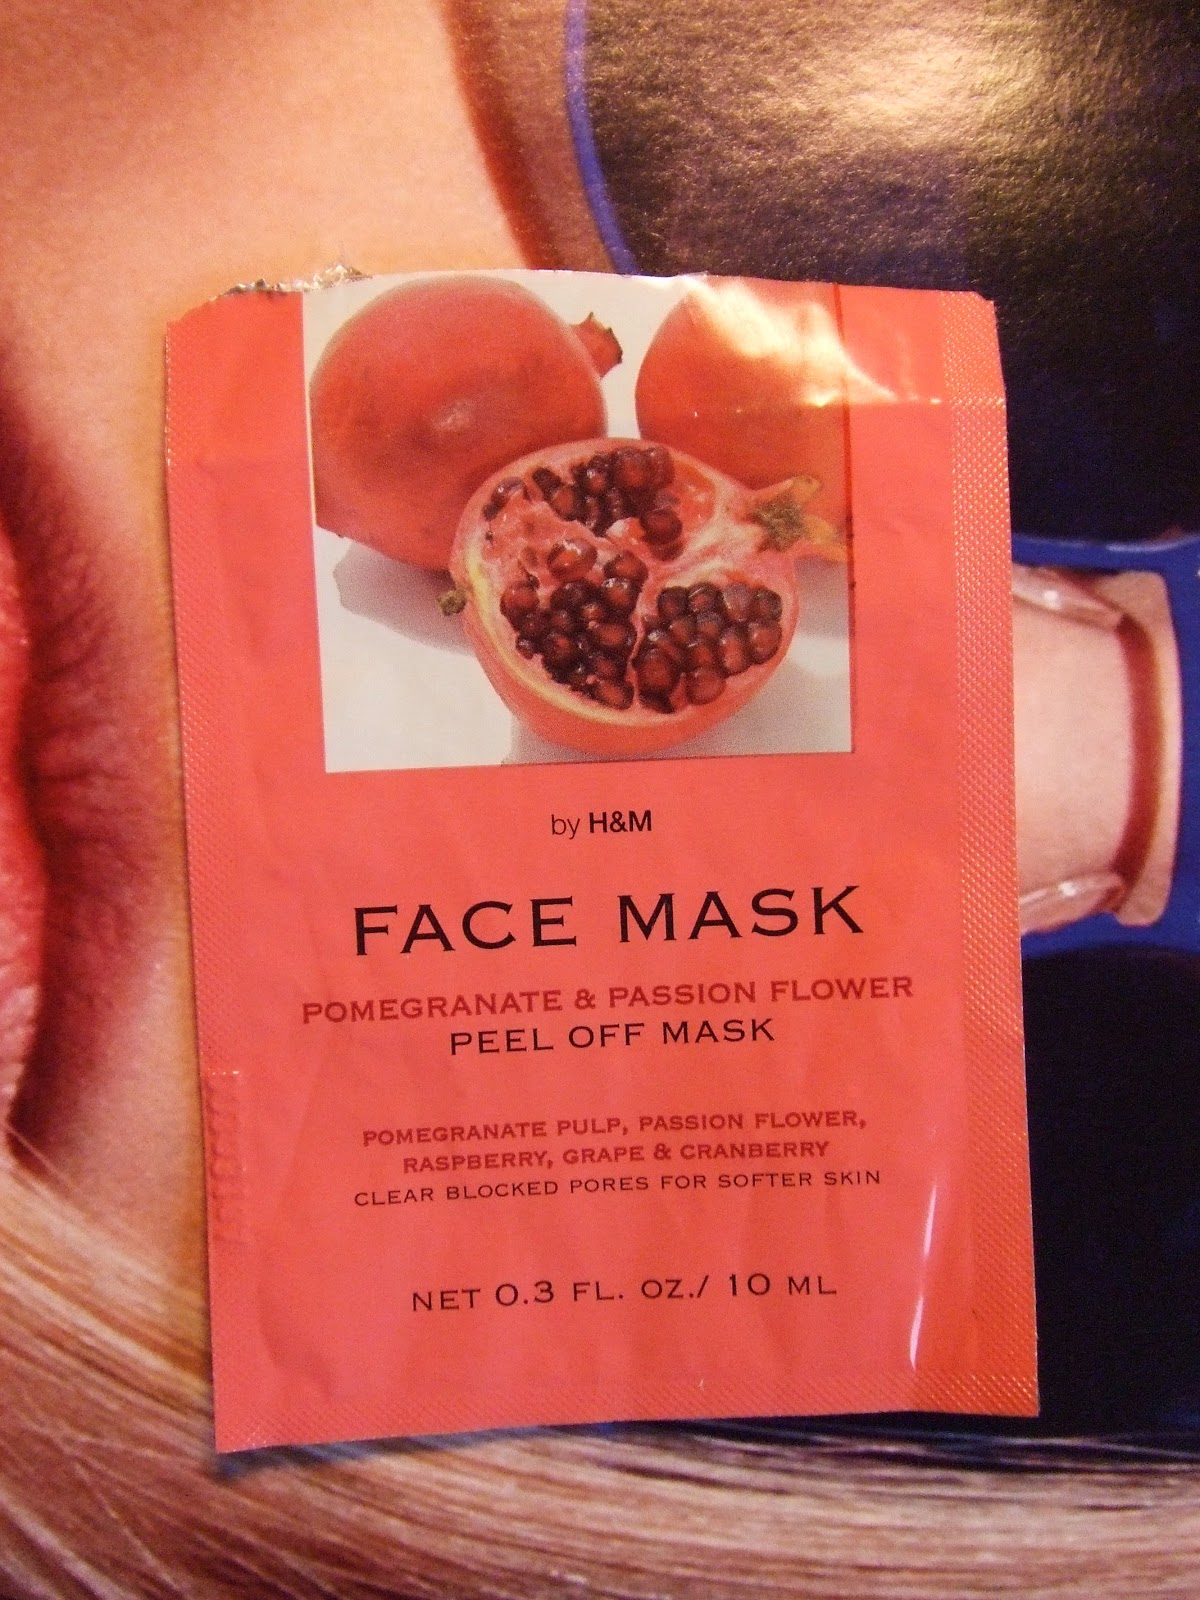 by H&M
FACE MASK
POMEGRANATE & PASSION FLOWER
PEEL OFF MASK
POMEGRANATE PULP, PASSION FLOWER,
RASPBERRY, GRAPE & CRANBERRY
CLEAR BLOCKED PORES FOR SOFTER SKIN
NET 0.3 FL. OZ./ 10 ML